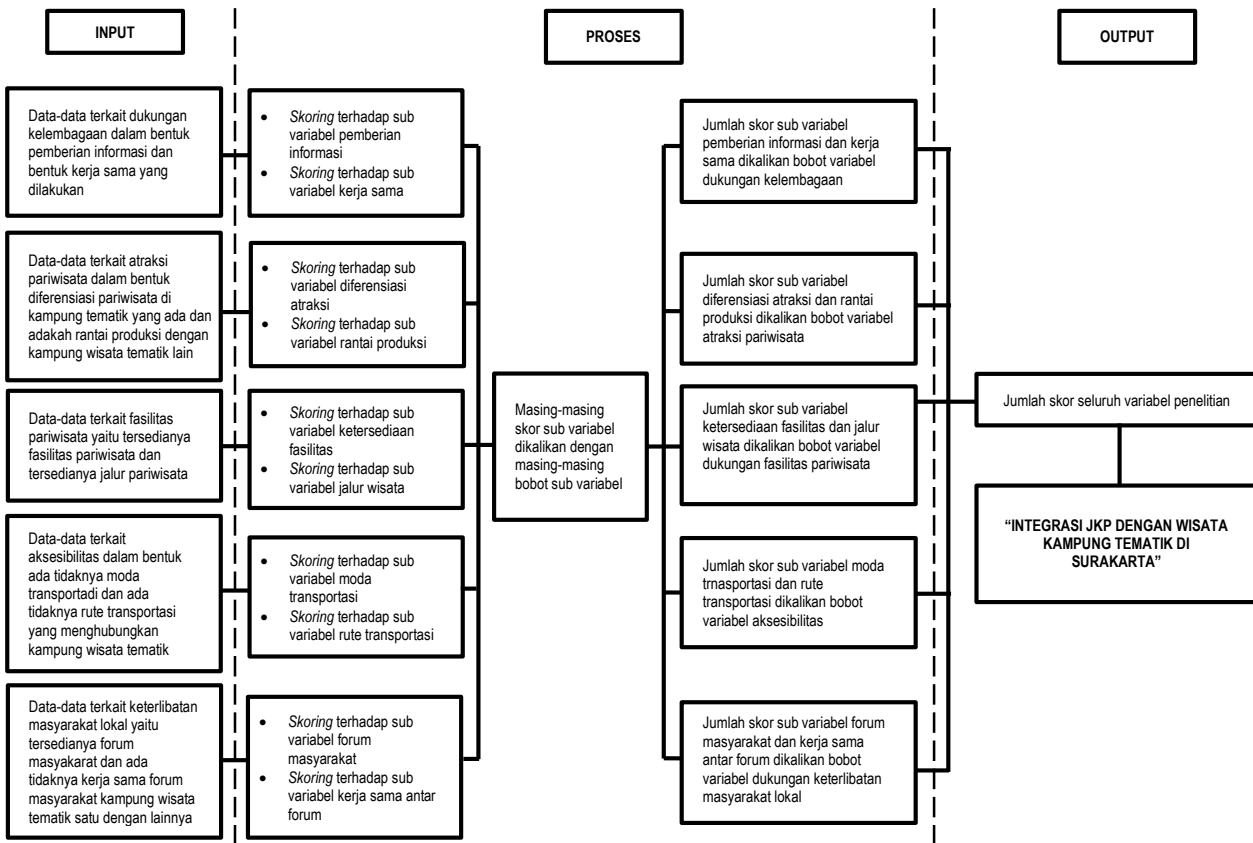 INPUT
PROSES
OUTPUT
Data-data terkait dukungan
kelembagaan dalam bentuk
pemberian informasi dan
bentuk kerja sama yang
dilakukan
• Skoring terhadap sub
variabel pemberian
informasi
• Skoring terhadap sub
variabel kerja sama
Jumlah skor sub variabel
pemberian informasi dan kerja
sama dikalikan bobot variabel
dukungan kelembagaan
Data-data terkait atraksi
pariwisata dalam bentuk
diferensiasi pariwisata di
kampung tematik yang ada dan
adakah rantai produksi dengan
kampung wisata tematik lain
• Skoring terhadap sub
variabel diferensiasi
atraksi
• Skoring terhadap sub
variabel rantai produksi
Jumlah skor sub variabel
diferensiasi atraksi dan rantai
produksi dikalikan bobot variabel
atraksi pariwisata
Data-data terkait fasilitas
pariwisata yaitu tersedianya
fasilitas pariwisata dan
tersedianya jalur pariwisata
• Skoring terhadap sub
variabel ketersediaan
fasilitas
• Skoring terhadap sub
variabel jalur wisata
Masing-masing
skor sub variabel
dikalikan dengan
masing-masing
bobot sub variabel
Jumlah skor sub variabel
ketersediaan fasilitas dan jalur
wisata dikalikan bobot variabel
dukungan fasilitas pariwisata
Jumlah skor seluruh variabel penelitian
Data-data terkait
aksesibilitas dalam bentuk
ada tidaknya moda
transportadi dan ada
tidaknya rute transportasi
yang menghubungkan
kampung wisata tematik
• Skoring terhadap sub
variabel moda
transportasi
• Skoring terhadap sub
variabel rute transportasi
Jumlah skor sub variabel moda
trnasportasi dan rute
transportasi dikalikan bobot
variabel aksesibilitas
“INTEGRASI JKP DENGAN WISATA
KAMPUNG TEMATIK DI
SURAKARTA”
Data-data terkait keterlibatan
masyarakat lokal yaitu
tersedianya forum
masyakarat dan ada
tidaknya kerja sama forum
masyarakat kampung wisata
tematik satu dengan lainnya
• Skoring terhadap sub
variabel forum
masyarakat
• Skoring terhadap sub
variabel kerja sama antar
forum
Jumlah skor sub variabel forum
masyarakat dan kerja sama
antar forum dikalikan bobot
variabel dukungan keterlibatan
masyarakat lokal